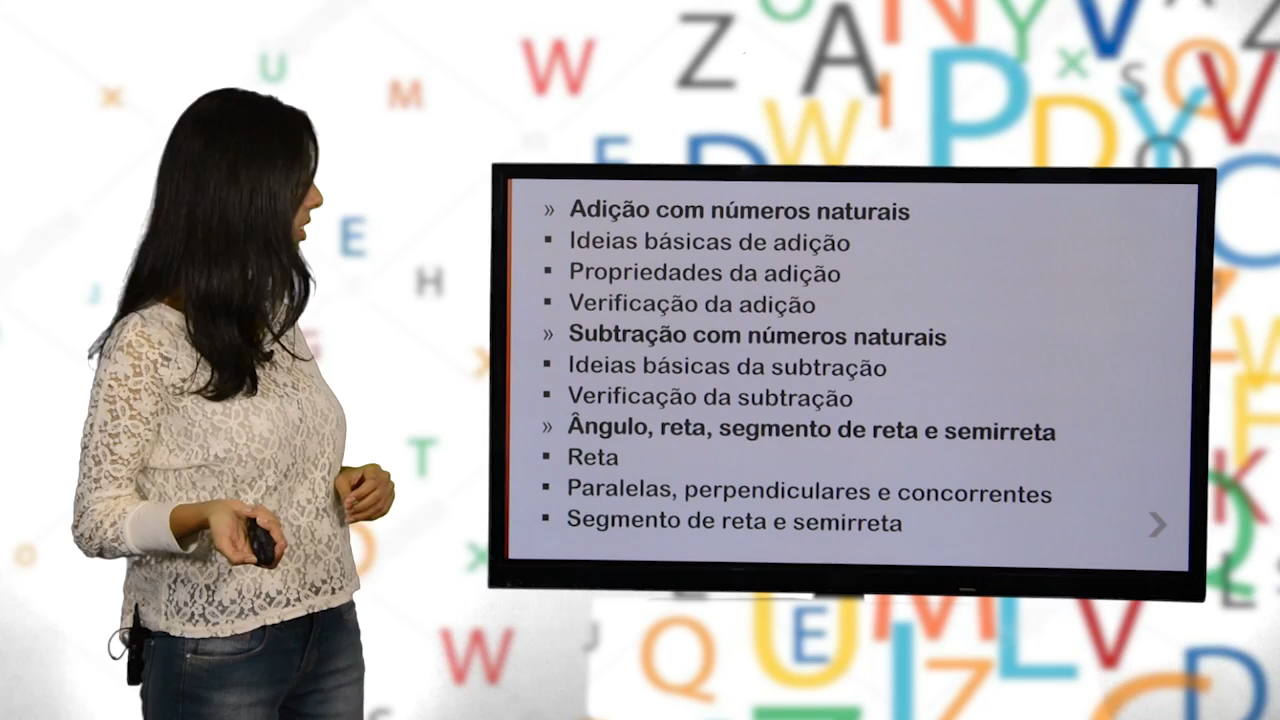 » Adição com números naturais
▪ Ideias básicas de adição
▪ Propriedades da adição
▪ Verificação da adição
» Subtração com números naturais
▪ Ideias básicas da subtração
▪ Verificação da subtração
» Ângulo, reta, segmento de reta e semirreta
▪ Reta
▪ Paralelas, perpendiculares e concorrentes
▪ Segmento de reta e semirreta